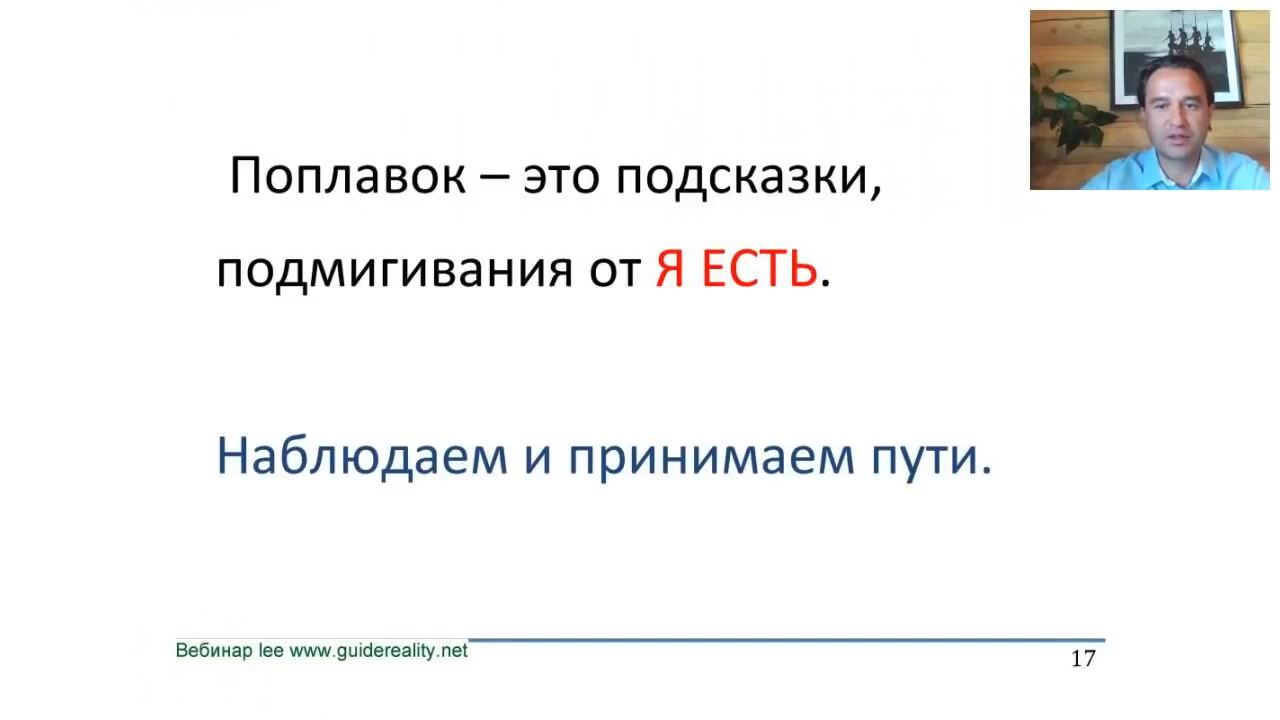 Поплавок – это подсказки,
подмигивания от Я ЕСТЬ.
Наблюдаем и принимаем пути.
Вебинар lee www.guidereality.net
17